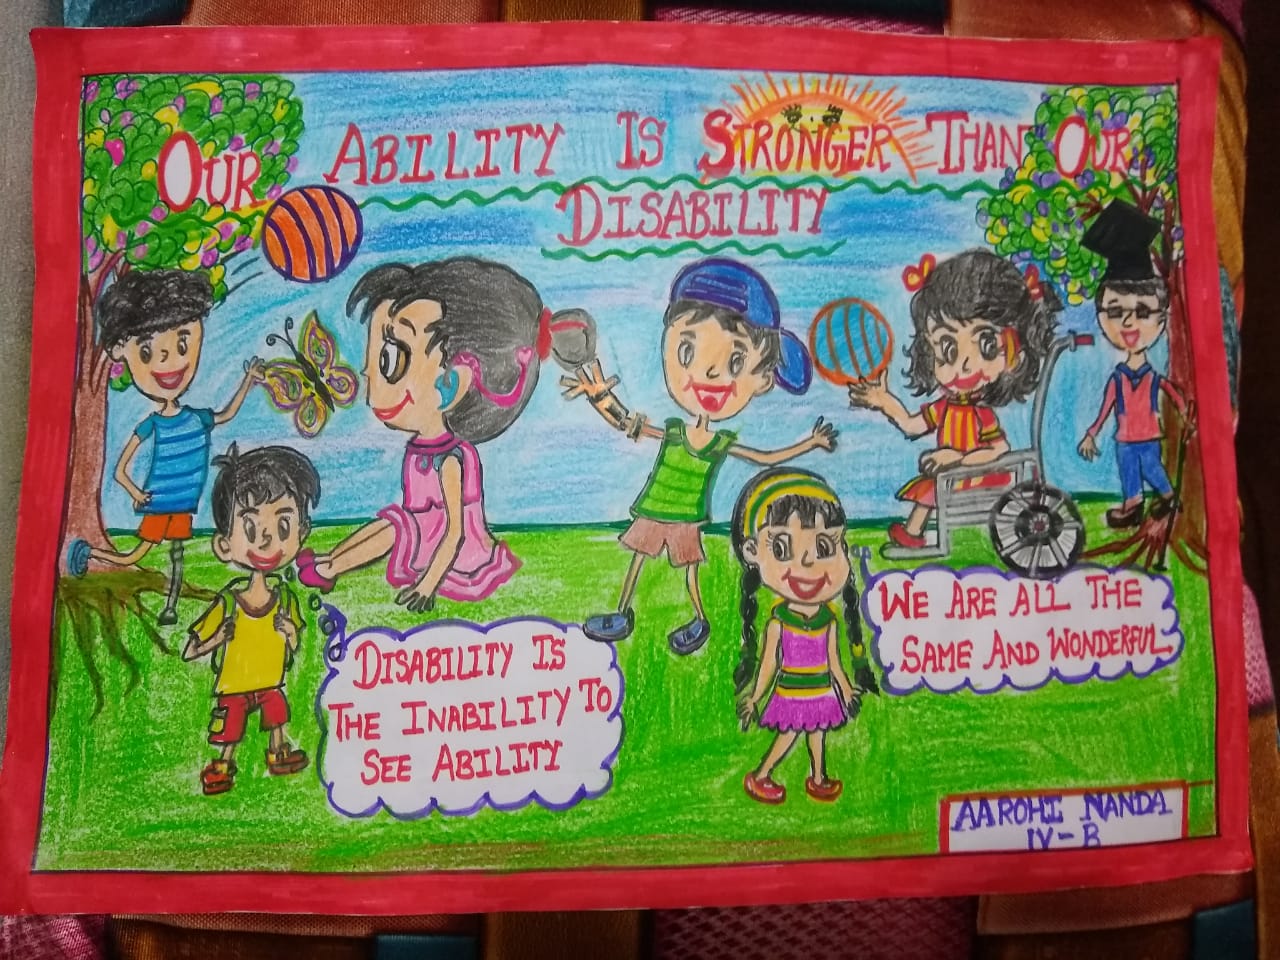 OUR ABILITY IS STRONGER THAN OUR
DISABILITY
DISABILITY IS
THE INABILITY TO
SEE ABILITY
WE ARE ALL THE
SAME AND WONDERFUL
AAROHI NANDA
IV-B